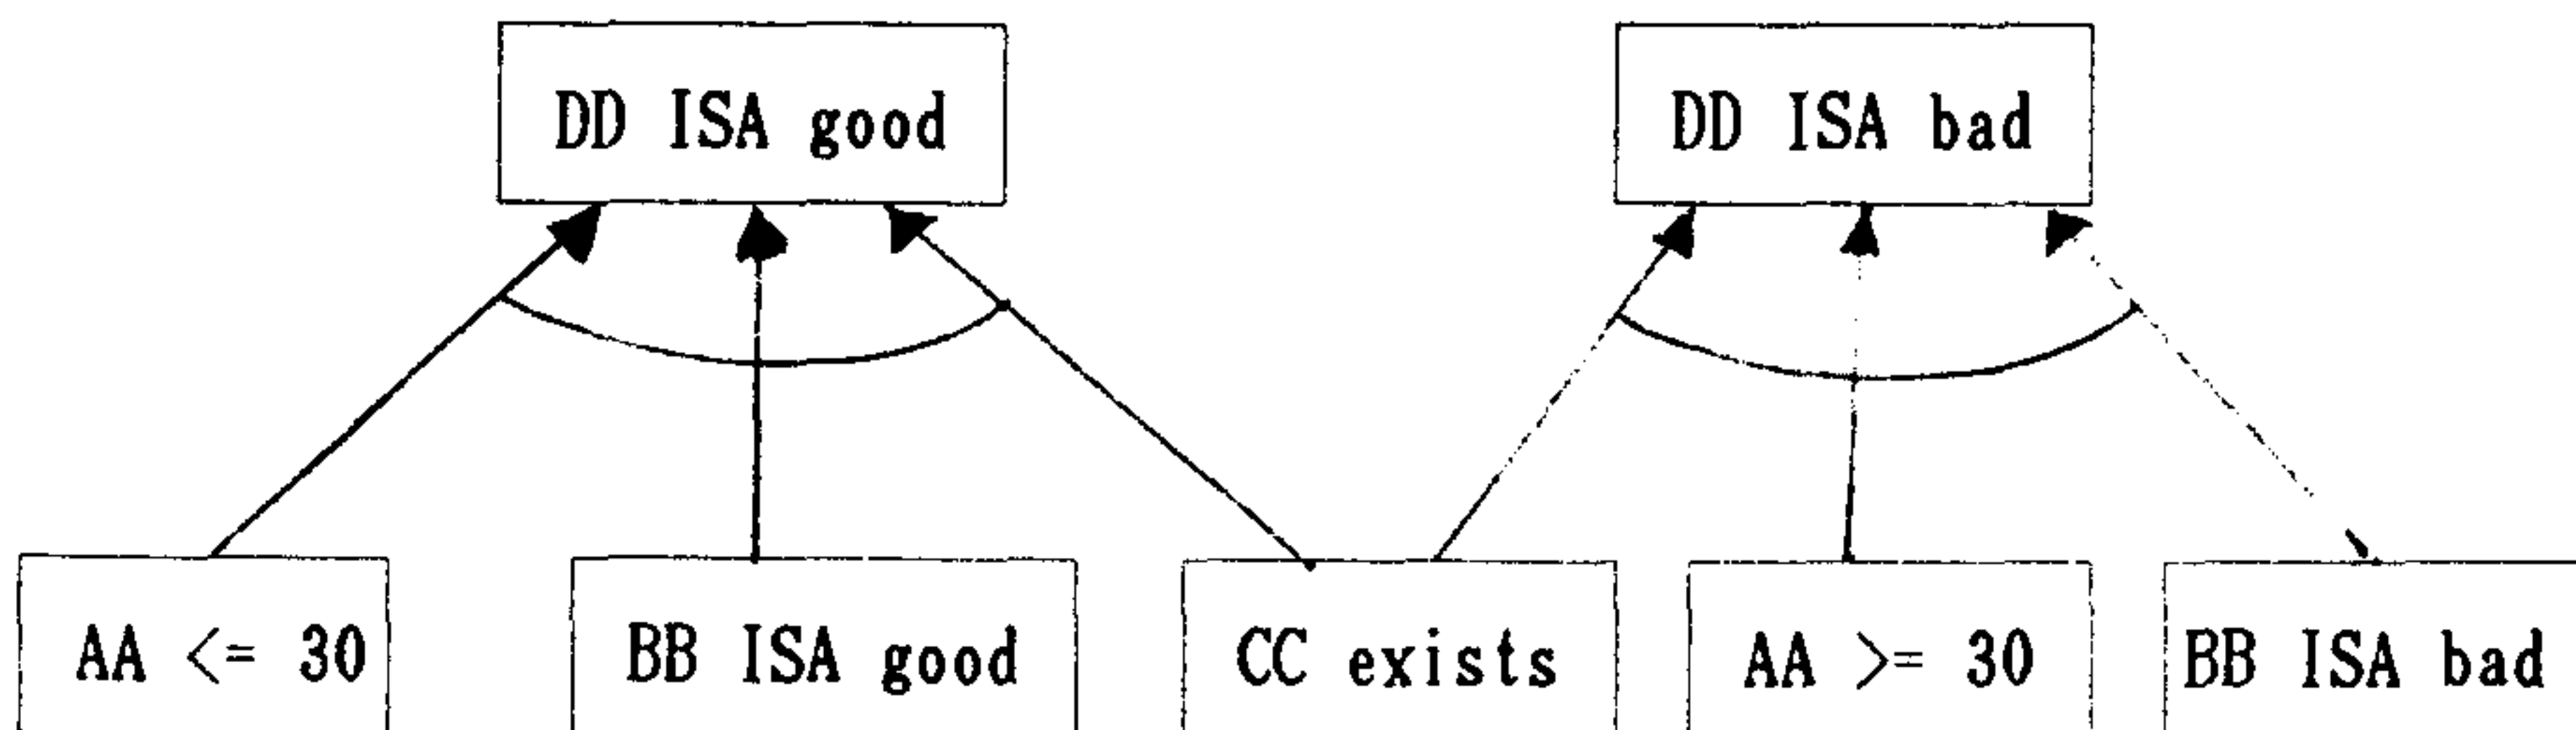 DD ISA good
DD ISA bad
AA <= 30
BB ISA good
CC exists
AA >= 30
BB ISA bad